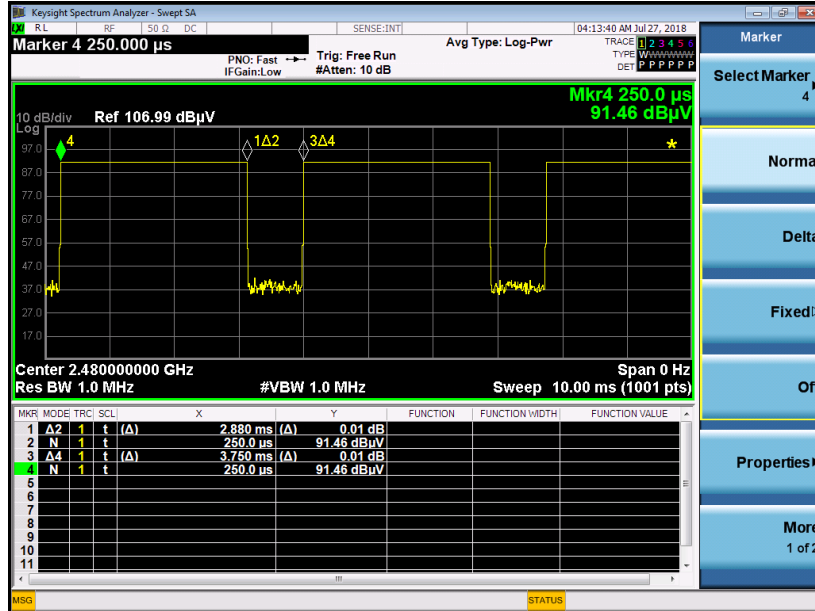 Keysight Spectrum Analyzer - Swept SA
LXI RL RF 50 Ω DC SENSE:INT 04:13:40 AM Jul 27, 2018
Marker 4 250.000 µs
PNO: Fast
IFGain:Low
Trig: Free Run
#Atten: 10 dB
Avg Type: Log-Pwr
TRACE 1 2 3 4 5 6
TYPE WWWWWW
DET P P P P P P
Mkr4 250.0 µs
91.46 dBµV
10 dB/div Ref 106.99 dBµV
Log
4 1Δ2 3Δ4 *
97.0
87.0
77.0
67.0
57.0
47.0
37.0
27.0
17.0
Center 2.480000000 GHz Span 0 Hz
Res BW 1.0 MHz #VBW 1.0 MHz Sweep 10.00 ms (1001 pts)
MKR MODE TRC SCL X Y FUNCTION FUNCTION WIDTH FUNCTION VALUE
1 Δ2 1 t (Δ) 2.880 ms (Δ) 0.01 dB
2 N 1 t 250.0 µs 91.46 dBµV
3 Δ4 1 t (Δ) 3.750 ms (Δ) 0.01 dB
4 N 1 t 250.0 µs 91.46 dBµV
5
6
7
8
9
10
11
MSG STATUS
Marker
Select Marker
4
Norma
Delta
Fixed
Of
Properties
More
1 of 2